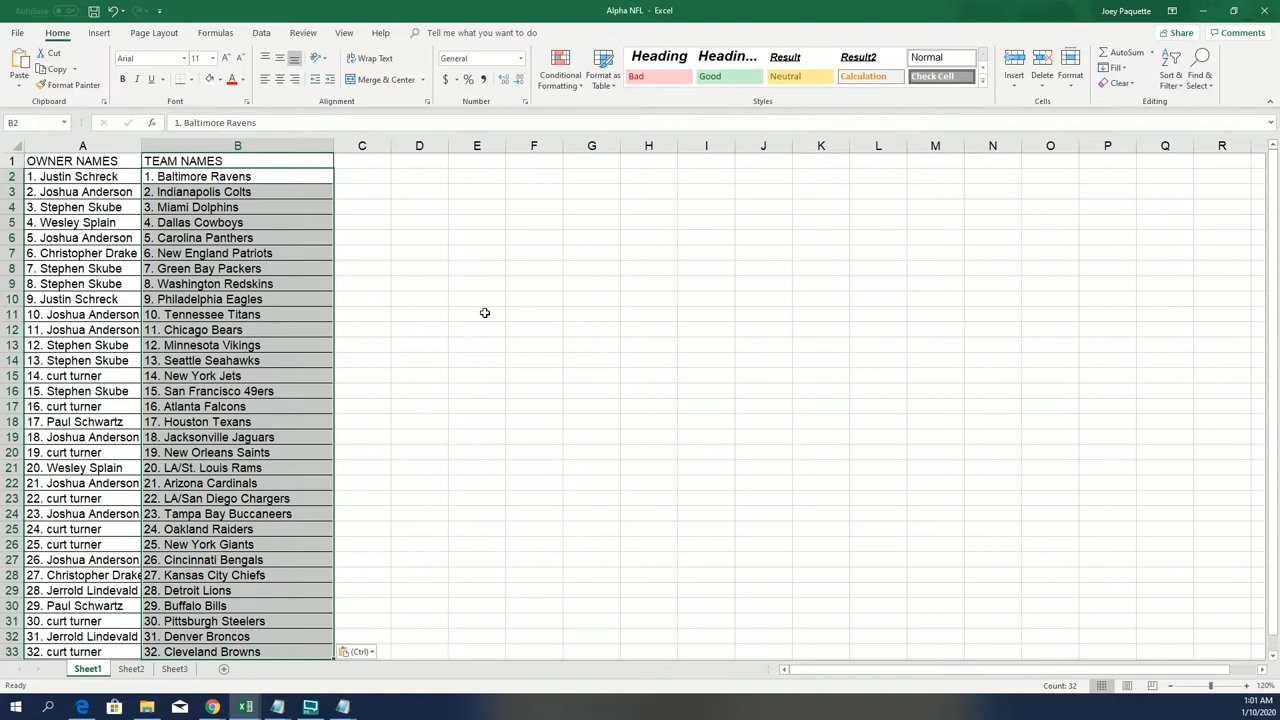 AutoSave Off
Alpha NFL - Excel
Joey Paquette
File Home Insert Page Layout Formulas Data Review View Help Tell me what you want to do
Share Comments
Paste Cut Copy Format Painter
Arial 11 Wrap Text Merge & Center
General
Conditional Formatting Format as Table
Heading Headin... Result Result2 Normal
Bad Good Neutral Calculation Check Cell
Insert Delete Format
AutoSum Fill Clear Sort & Filter Find & Select
Clipboard Font Alignment Number Styles Cells Editing
B2 fx 1. Baltimore Ravens
A B C D E F G H I J K L M N O P Q R
1 OWNER NAMES TEAM NAMES
2 1. Justin Schreck 1. Baltimore Ravens
3 2. Joshua Anderson 2. Indianapolis Colts
4 3. Stephen Skube 3. Miami Dolphins
5 4. Wesley Splain 4. Dallas Cowboys
6 5. Joshua Anderson 5. Carolina Panthers
7 6. Christopher Drake 6. New England Patriots
8 7. Stephen Skube 7. Green Bay Packers
9 8. Stephen Skube 8. Washington Redskins
10 9. Justin Schreck 9. Philadelphia Eagles
11 10. Joshua Anderson 10. Tennessee Titans
12 11. Joshua Anderson 11. Chicago Bears
13 12. Stephen Skube 12. Minnesota Vikings
14 13. Stephen Skube 13. Seattle Seahawks
15 14. curt turner 14. New York Jets
16 15. Stephen Skube 15. San Francisco 49ers
17 16. curt turner 16. Atlanta Falcons
18 17. Paul Schwartz 17. Houston Texans
19 18. Joshua Anderson 18. Jacksonville Jaguars
20 19. curt turner 19. New Orleans Saints
21 20. Wesley Splain 20. LA/St. Louis Rams
22 21. Joshua Anderson 21. Arizona Cardinals
23 22. curt turner 22. LA/San Diego Chargers
24 23. Joshua Anderson 23. Tampa Bay Buccaneers
25 24. curt turner 24. Oakland Raiders
26 25. curt turner 25. New York Giants
27 26. Joshua Anderson 26. Cincinnati Bengals
28 27. Christopher Drake 27. Kansas City Chiefs
29 28. Jerrold Lindevald 28. Detroit Lions
30 29. Paul Schwartz 29. Buffalo Bills
31 30. curt turner 30. Pittsburgh Steelers
32 31. Jerrold Lindevald 31. Denver Broncos
33 32. curt turner 32. Cleveland Browns
(Ctrl)
Sheet1 Sheet2 Sheet3
Ready
Count: 32
120%
1:01 AM
1/10/2020